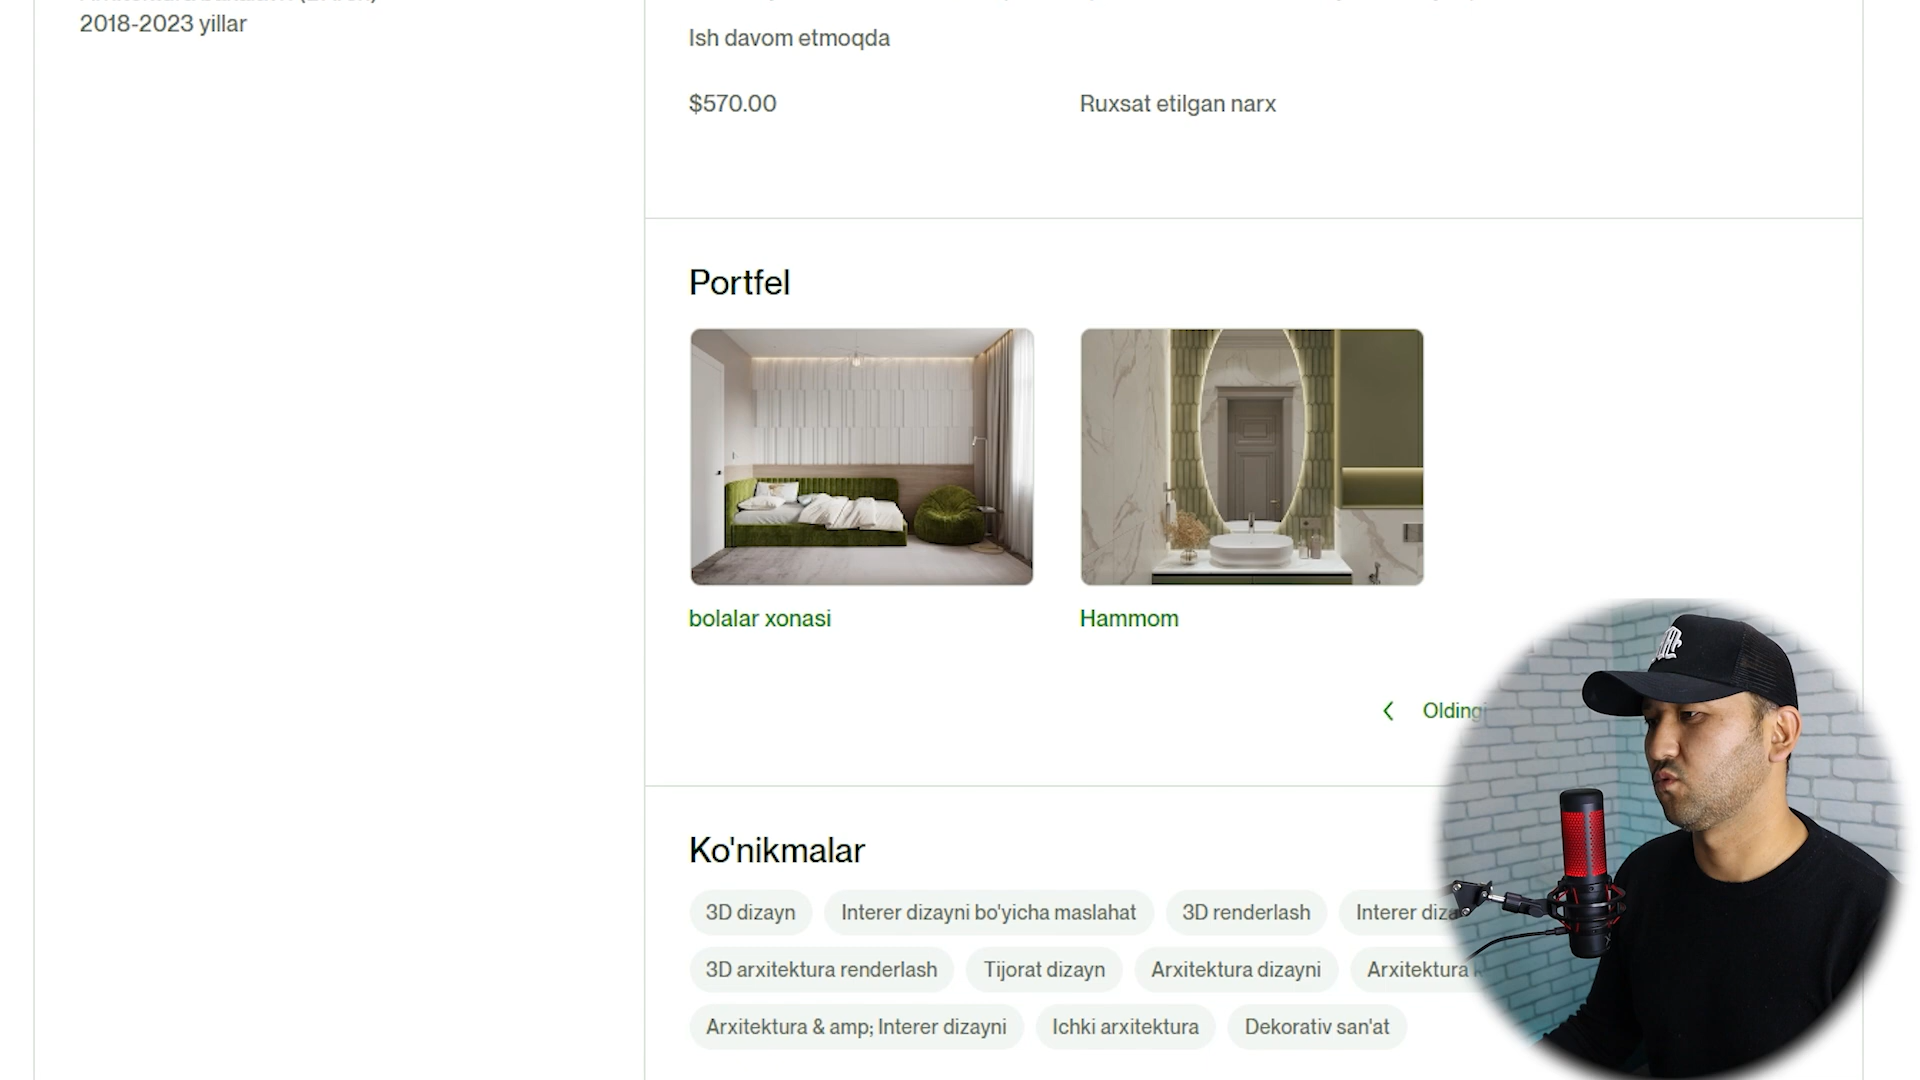 2018-2023 yillar
Ish davom etmoqda
$570.00
Ruxsat etilgan narx
Portfel
bolalar xonasi
Hammom
Ko'nikmalar
3D dizayn
Interer dizayni bo'yicha maslahat
3D renderlash
Interer
3D arxitektura renderlash
Tijorat dizayn
Arxitektura dizayni
Arxitektura
Arxitektura & amp; Interer dizayni
Ichki arxitektura
Dekorativ san'at